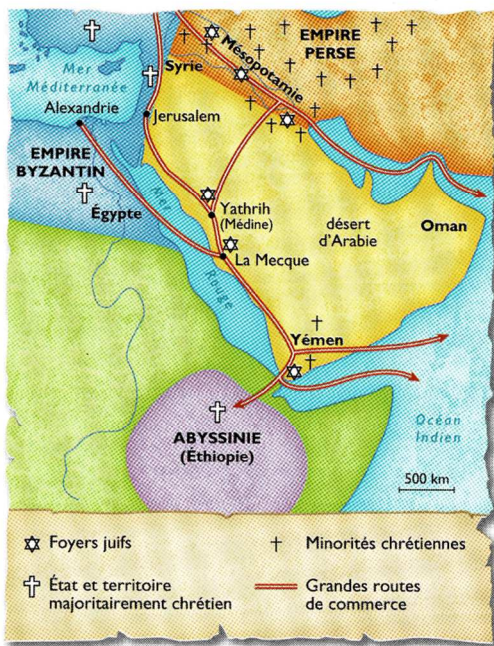 EMPIRE
PERSE
Syrie
Mésopotamie
Mer
Méditerranée
Alexandrie
Jerusalem
EMPIRE
BYZANTIN
Égypte
Mer
Rouge
Yathrih
(Médine)
désert
d'Arabie
Oman
La Mecque
Yémen
ABYSSINIE
(Éthiopie)
Océan
Indien
500 km
Foyers juifs
Minorités chrétiennes
État et territoire
majoritairement chrétien
Grandes routes
de commerce